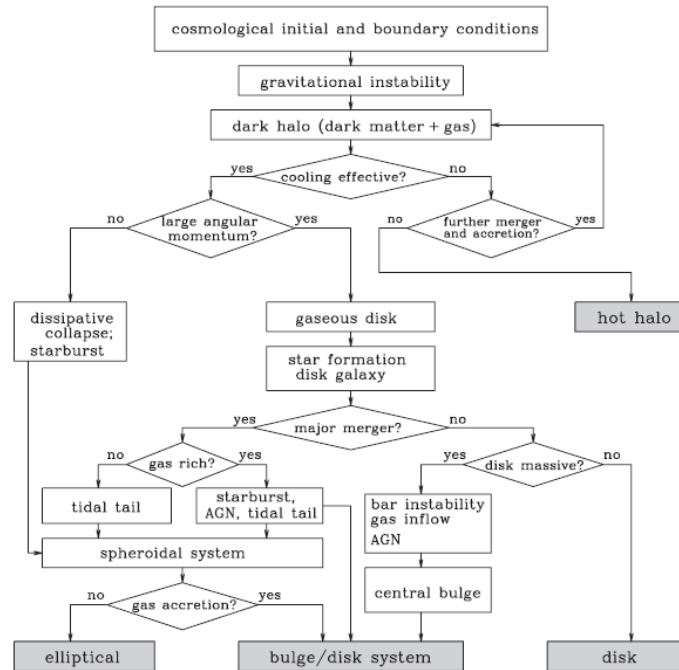 cosmological initial and boundary conditions
gravitational instability
dark halo (dark matter + gas)
yes
no
cooling effective?
no
large angular
momentum?
yes
no
further merger
and accretion?
yes
dissipative
collapse;
starburst
gaseous disk
hot halo
star formation
disk galaxy
yes
major merger?
no
no
gas rich?
yes
yes
disk massive?
no
tidal tail
starburst,
AGN, tidal tail
bar instability
gas inflow
AGN
spheroidal system
central bulge
no
gas accretion?
yes
elliptical
bulge/disk system
disk